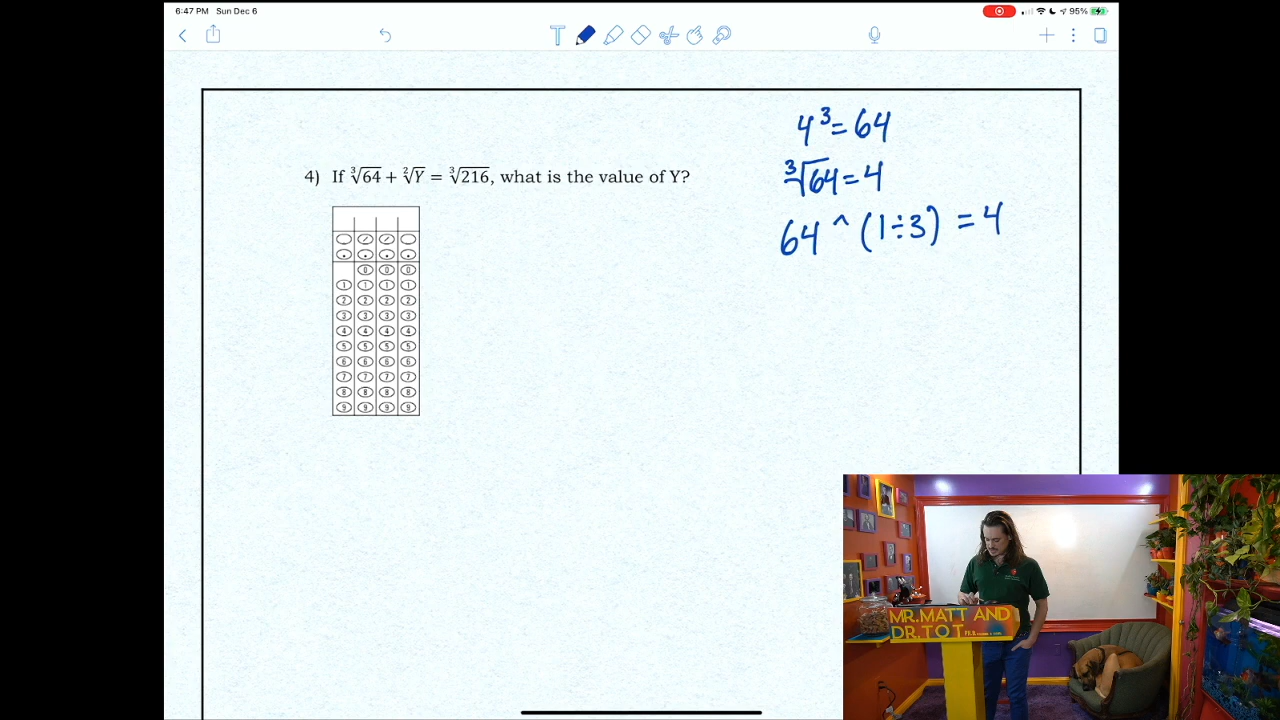 6:47 PM Sun Dec 6
95%
T
4³=64
4) If ∛64 + ²√Y = ∛216, what is the value of Y?
∛64=4
64^(1÷3)=4
0 0 0
1 1 1 1
2 2 2 2
3 3 3 3
4 4 4 4
5 5 5 5
6 6 6 6
7 7 7 7
8 8 8 8
9 9 9 9
MR.MATT AND
DR.TOT